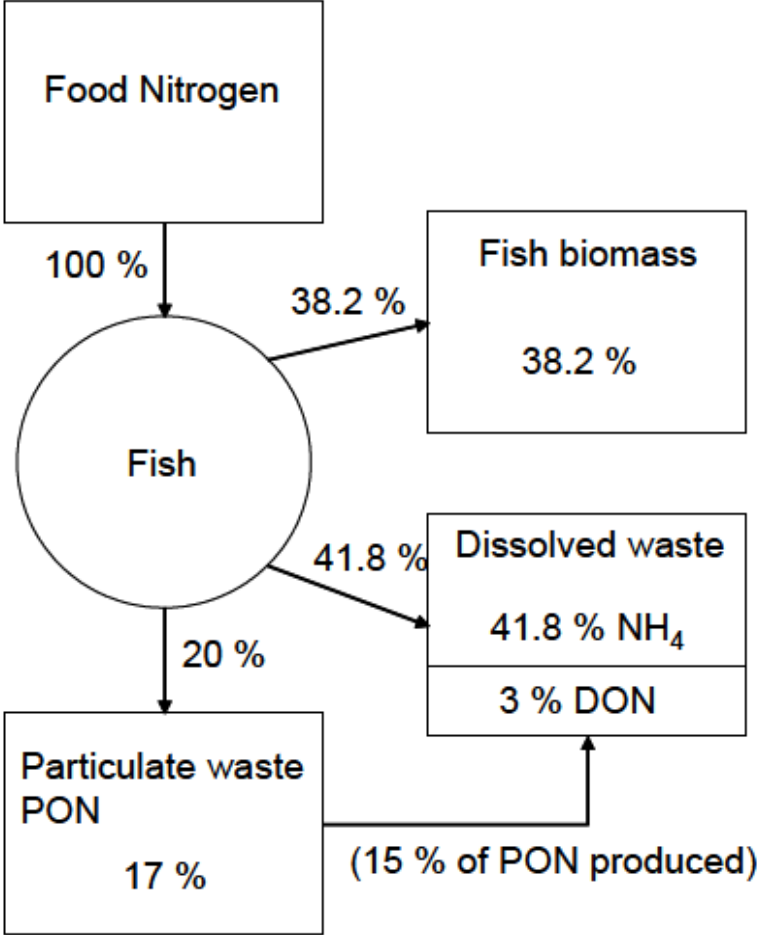 Food Nitrogen
100 %
38.2 %
Fish biomass
38.2 %
Fish
41.8 %
Dissolved waste
41.8 % NH₄
3 % DON
20 %
Particulate waste
PON
17 %
(15 % of PON produced)